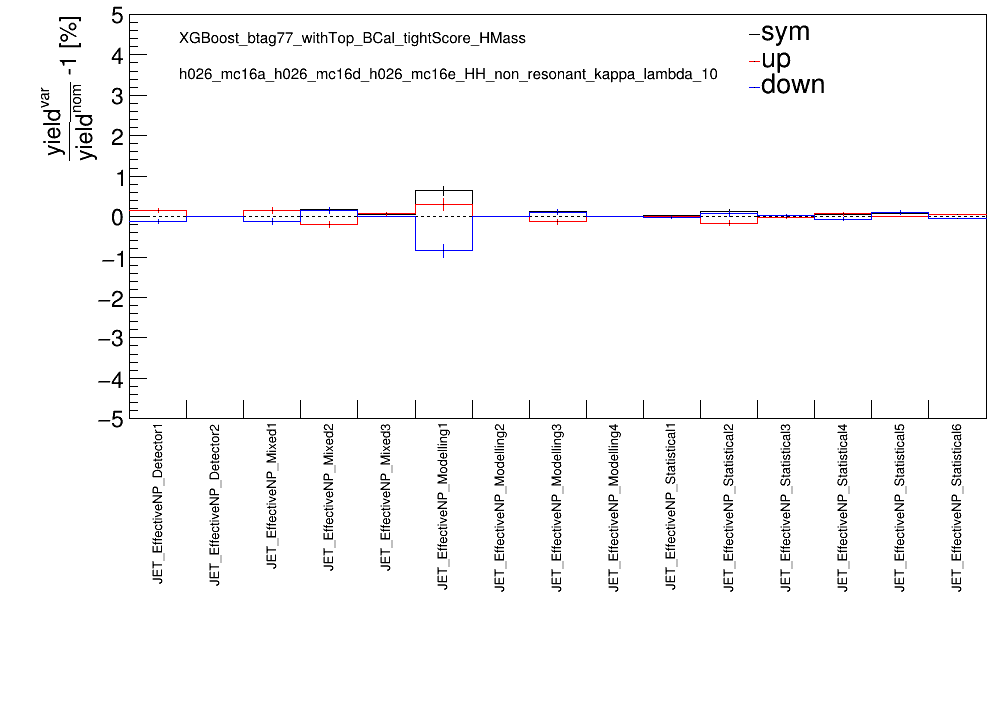 yield^var
yield^nom -1 [%]
5
4
3
2
1
0
−1
−2
−3
−4
−5
XGBoost_btag77_withTop_BCal_tightScore_HMass
h026_mc16a_h026_mc16d_h026_mc16e_HH_non_resonant_kappa_lambda_10
sym
up
down
JET_EffectiveNP_Detector1
JET_EffectiveNP_Detector2
JET_EffectiveNP_Mixed1
JET_EffectiveNP_Mixed2
JET_EffectiveNP_Mixed3
JET_EffectiveNP_Modelling1
JET_EffectiveNP_Modelling2
JET_EffectiveNP_Modelling3
JET_EffectiveNP_Modelling4
JET_EffectiveNP_Statistical1
JET_EffectiveNP_Statistical2
JET_EffectiveNP_Statistical3
JET_EffectiveNP_Statistical4
JET_EffectiveNP_Statistical5
JET_EffectiveNP_Statistical6